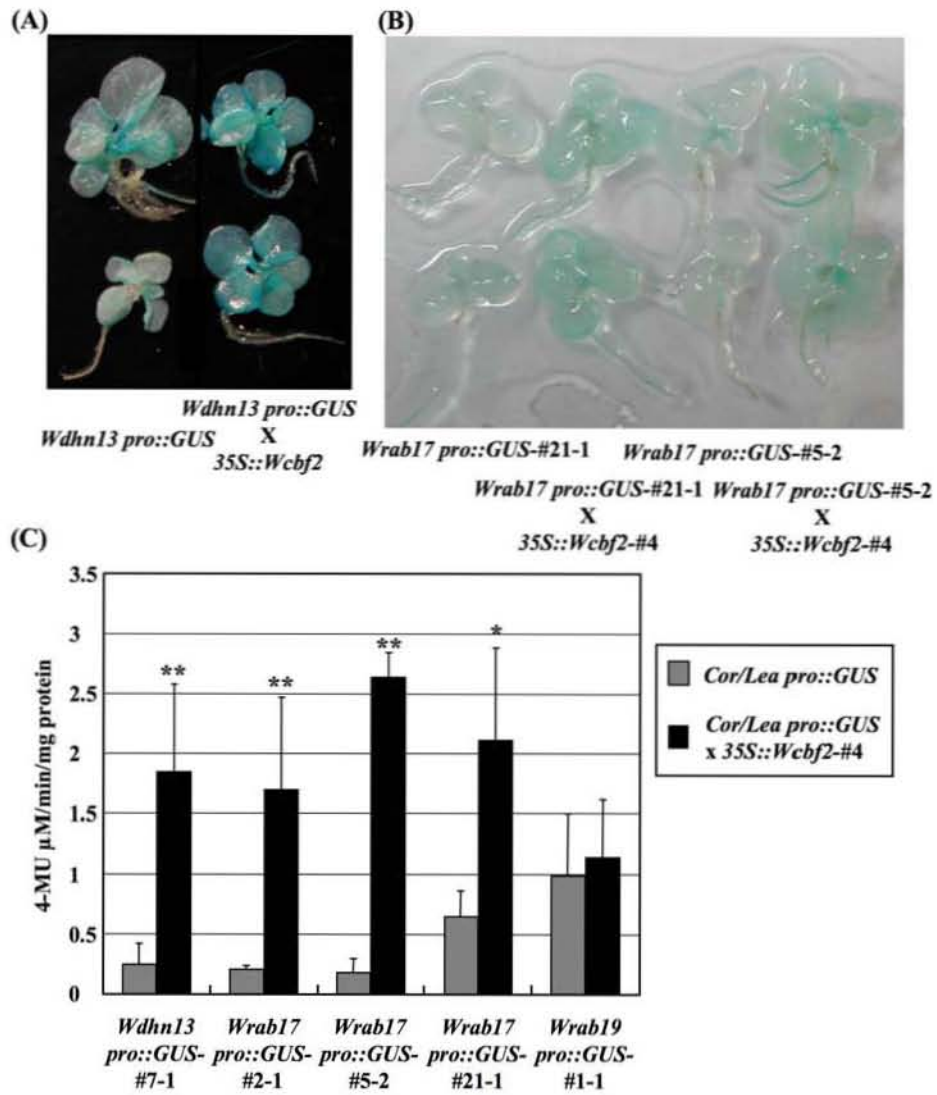 (A)
(B)
Wdhn13 pro::GUS
Wdhn13 pro::GUS
X
35S::Wcbf2
Wrab17 pro::GUS-#21-1
Wrab17 pro::GUS-#5-2
Wrab17 pro::GUS-#21-1
X
35S::Wcbf2-#4
Wrab17 pro::GUS-#5-2
X
35S::Wcbf2-#4
(C)
4-MU µM/min/mg protein
3.5
3
2.5
2
1.5
1
0.5
0
**
**
**
*
Cor/Lea pro::GUS
Cor/Lea pro::GUS
x 35S::Wcbf2-#4
Wdhn13
pro::GUS-
#7-1
Wrab17
pro::GUS-
#2-1
Wrab17
pro::GUS-
#5-2
Wrab17
pro::GUS-
#21-1
Wrab19
pro::GUS-
#1-1